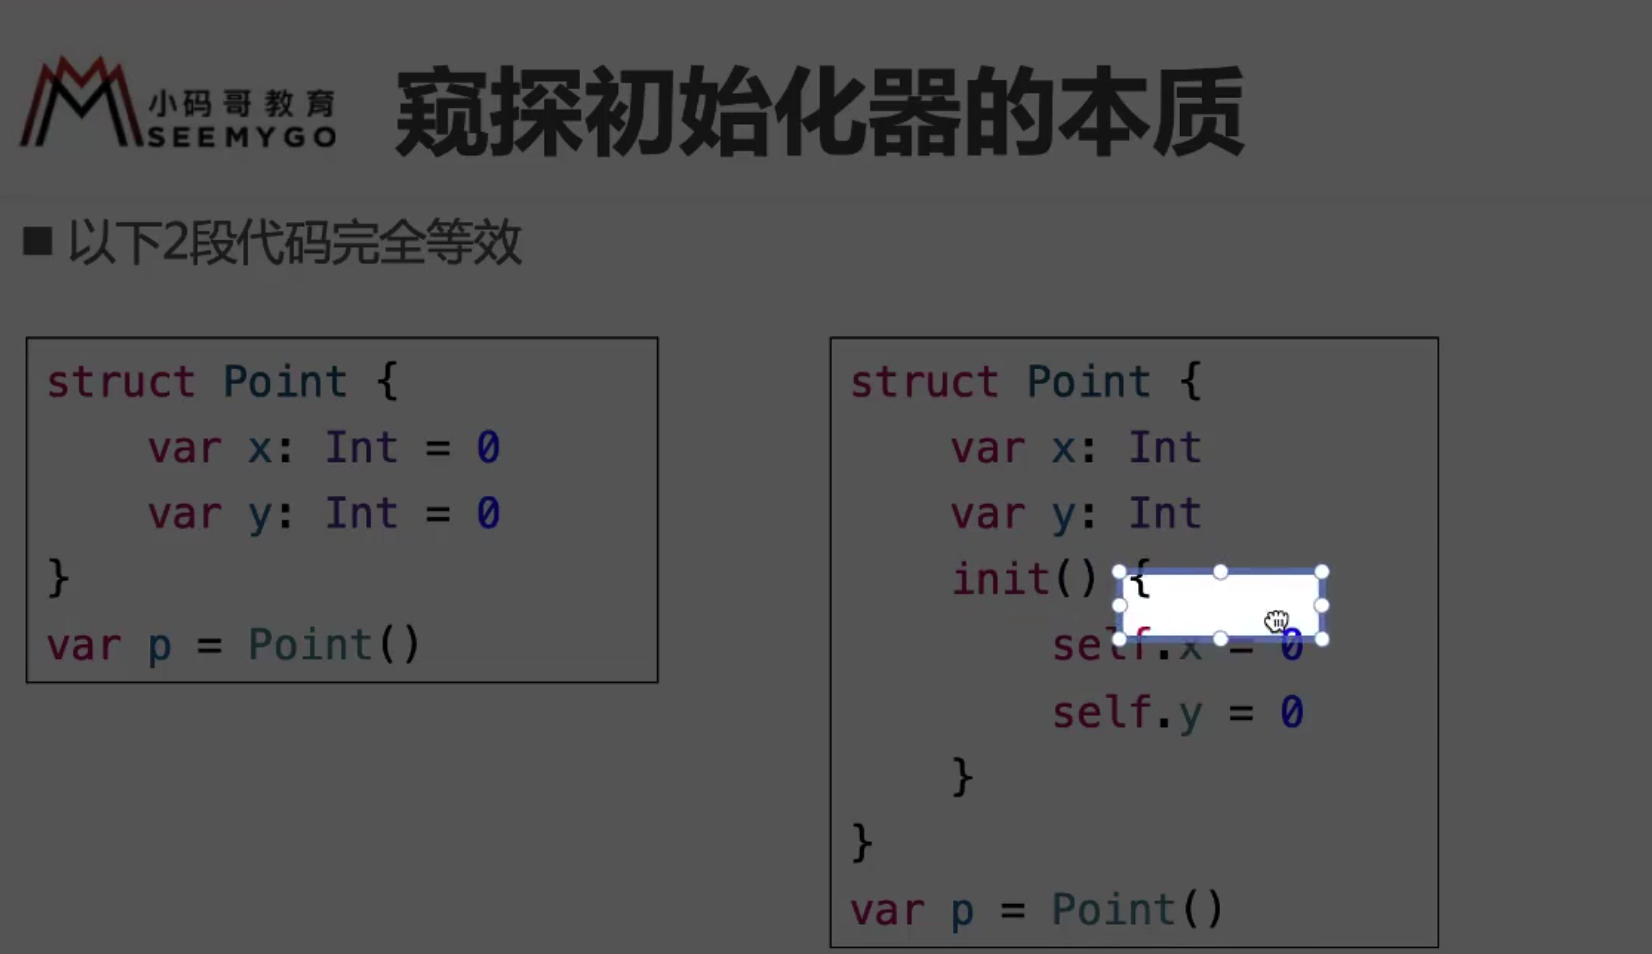 小码哥教育
SEEMYGO
窥探初始化器的本质
■ 以下2段代码完全等效
struct Point {
    var x: Int = 0
    var y: Int = 0
}
var p = Point()
struct Point {
    var x: Int
    var y: Int
    init() {
        self.x = 0
        self.y = 0
    }
}
var p = Point()